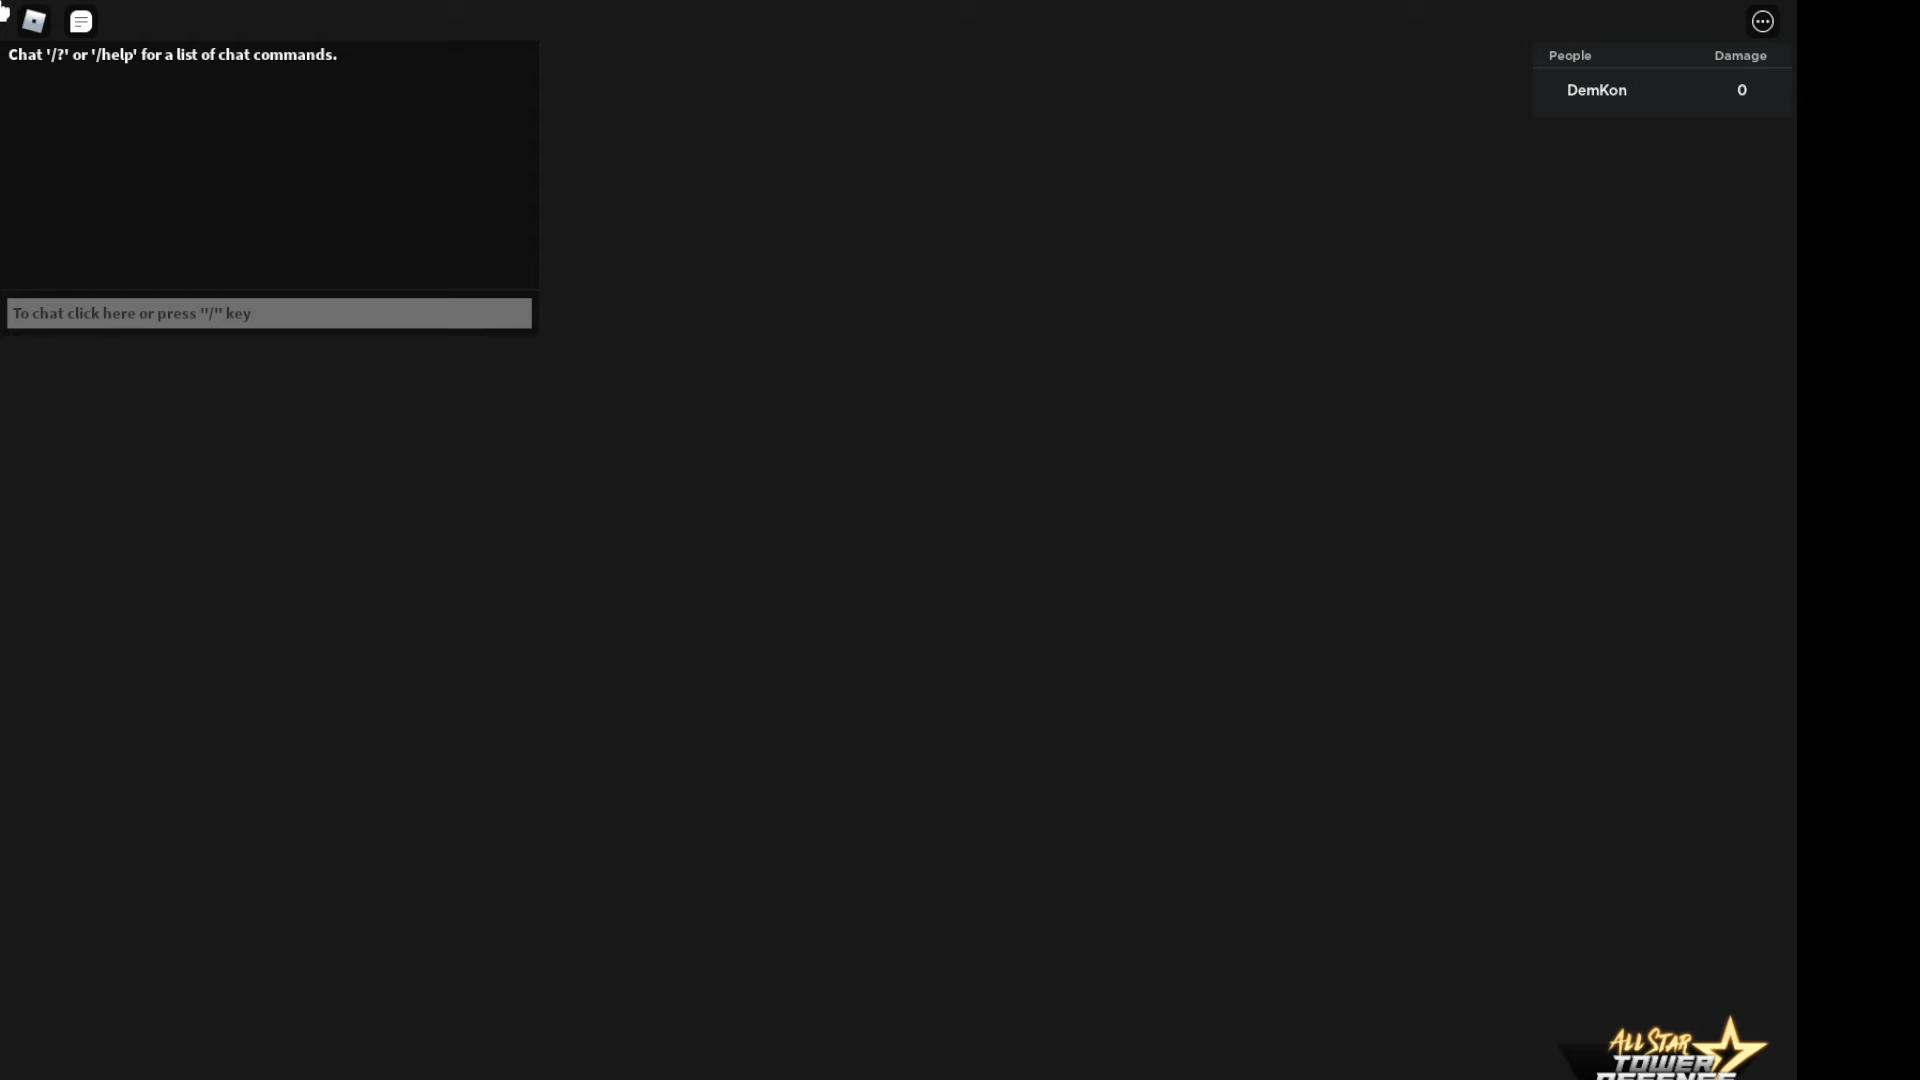 Chat '/?' or '/help' for a list of chat commands.
People Damage
DemKon 0
To chat click here or press "/" key
ALL STAR
TOWER
DEFENSE